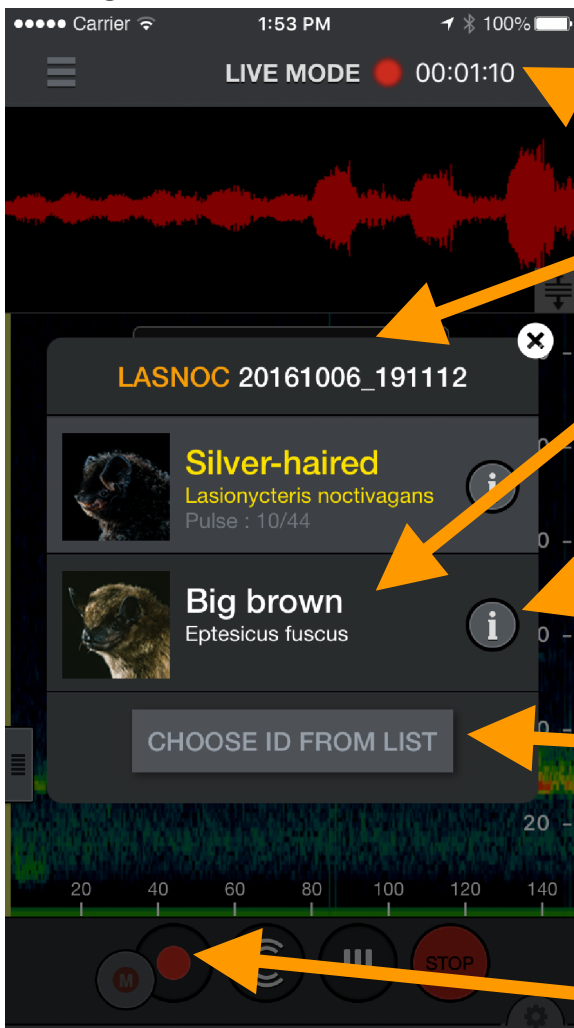 Carrier 1:53 PM 100%
LIVE MODE 00:01:10
LASNOC 20161006_191112
Silver-haired
Lasionycteris noctivagans
Pulse : 10/44
i
Big brown
Eptesicus fuscus
i
CHOOSE ID FROM LIST
20
20 40 60 80 100 120 140
M
STOP